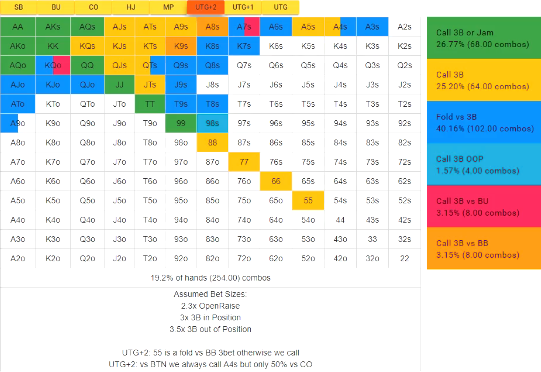 SB BU CO HJ MP UTG+2 UTG+1 UTG
AA AKs AQs AJs ATs A9s A8s A7s A6s A5s A4s A3s A2s
AKo KK KQs KJs KTs K9s K8s K7s K6s K5s K4s K3s K2s
AQo KQo QQ QJs QTs Q9s Q8s Q7s Q6s Q5s Q4s Q3s Q2s
AJo KJo QJo JJ JTs J9s J8s J7s J6s J5s J4s J3s J2s
ATo KTo QTo JTo TT T9s T8s T7s T6s T5s T4s T3s T2s
A9o K9o Q9o J9o T9o 99 98s 97s 96s 95s 94s 93s 92s
A8o K8o Q8o J8o T8o 98o 88 87s 86s 85s 84s 83s 82s
A7o K7o Q7o J7o T7o 97o 87o 77 76s 75s 74s 73s 72s
A6o K6o Q6o J6o T6o 96o 86o 76o 66 65s 64s 63s 62s
A5o K5o Q5o J5o T5o 95o 85o 75o 65o 55 54s 53s 52s
A4o K4o Q4o J4o T4o 94o 84o 74o 64o 54o 44 43s 42s
A3o K3o Q3o J3o T3o 93o 83o 73o 63o 53o 43o 33 32s
A2o K2o Q2o J2o T2o 92o 82o 72o 62o 52o 42o 32o 22
19.2% of hands (254.00) combos
Assumed Bet Sizes:
2.3x OpenRaise
3x 3B in Position
3.5x 3B out of Position
UTG+2: 55 is a fold vs BB 3bet otherwise we call
UTG+2: vs BTN we always call A4s but only 50% vs CO
Call 3B or Jam
26.77% (68.00 combos)
Call 3B
25.20% (64.00 combos)
Fold vs 3B
40.16% (102.00 combos)
Call 3B OOP
1.57% (4.00 combos)
Call 3B vs BU
3.15% (8.00 combos)
Call 3B vs BB
3.15% (8.00 combos)